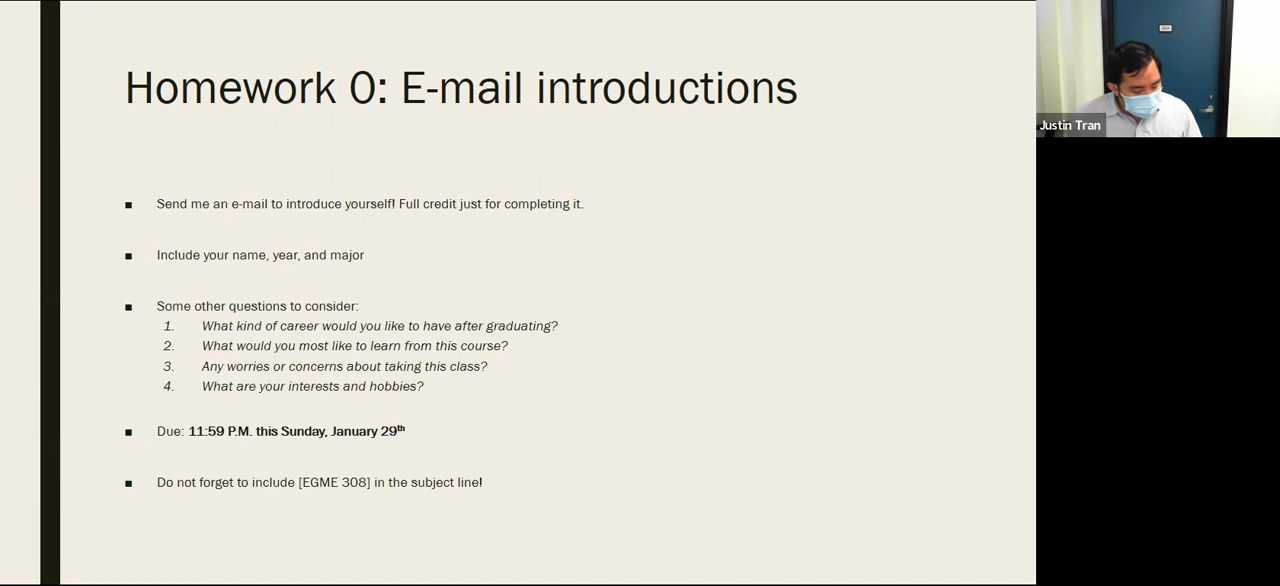 Homework 0: E-mail introductions
■ Send me an e-mail to introduce yourself! Full credit just for completing it.
■ Include your name, year, and major
■ Some other questions to consider:
1. What kind of career would you like to have after graduating?
2. What would you most like to learn from this course?
3. Any worries or concerns about taking this class?
4. What are your interests and hobbies?
■ Due: 11:59 P.M. this Sunday, January 29th
■ Do not forget to include [EGME 308] in the subject line!
Justin Tran